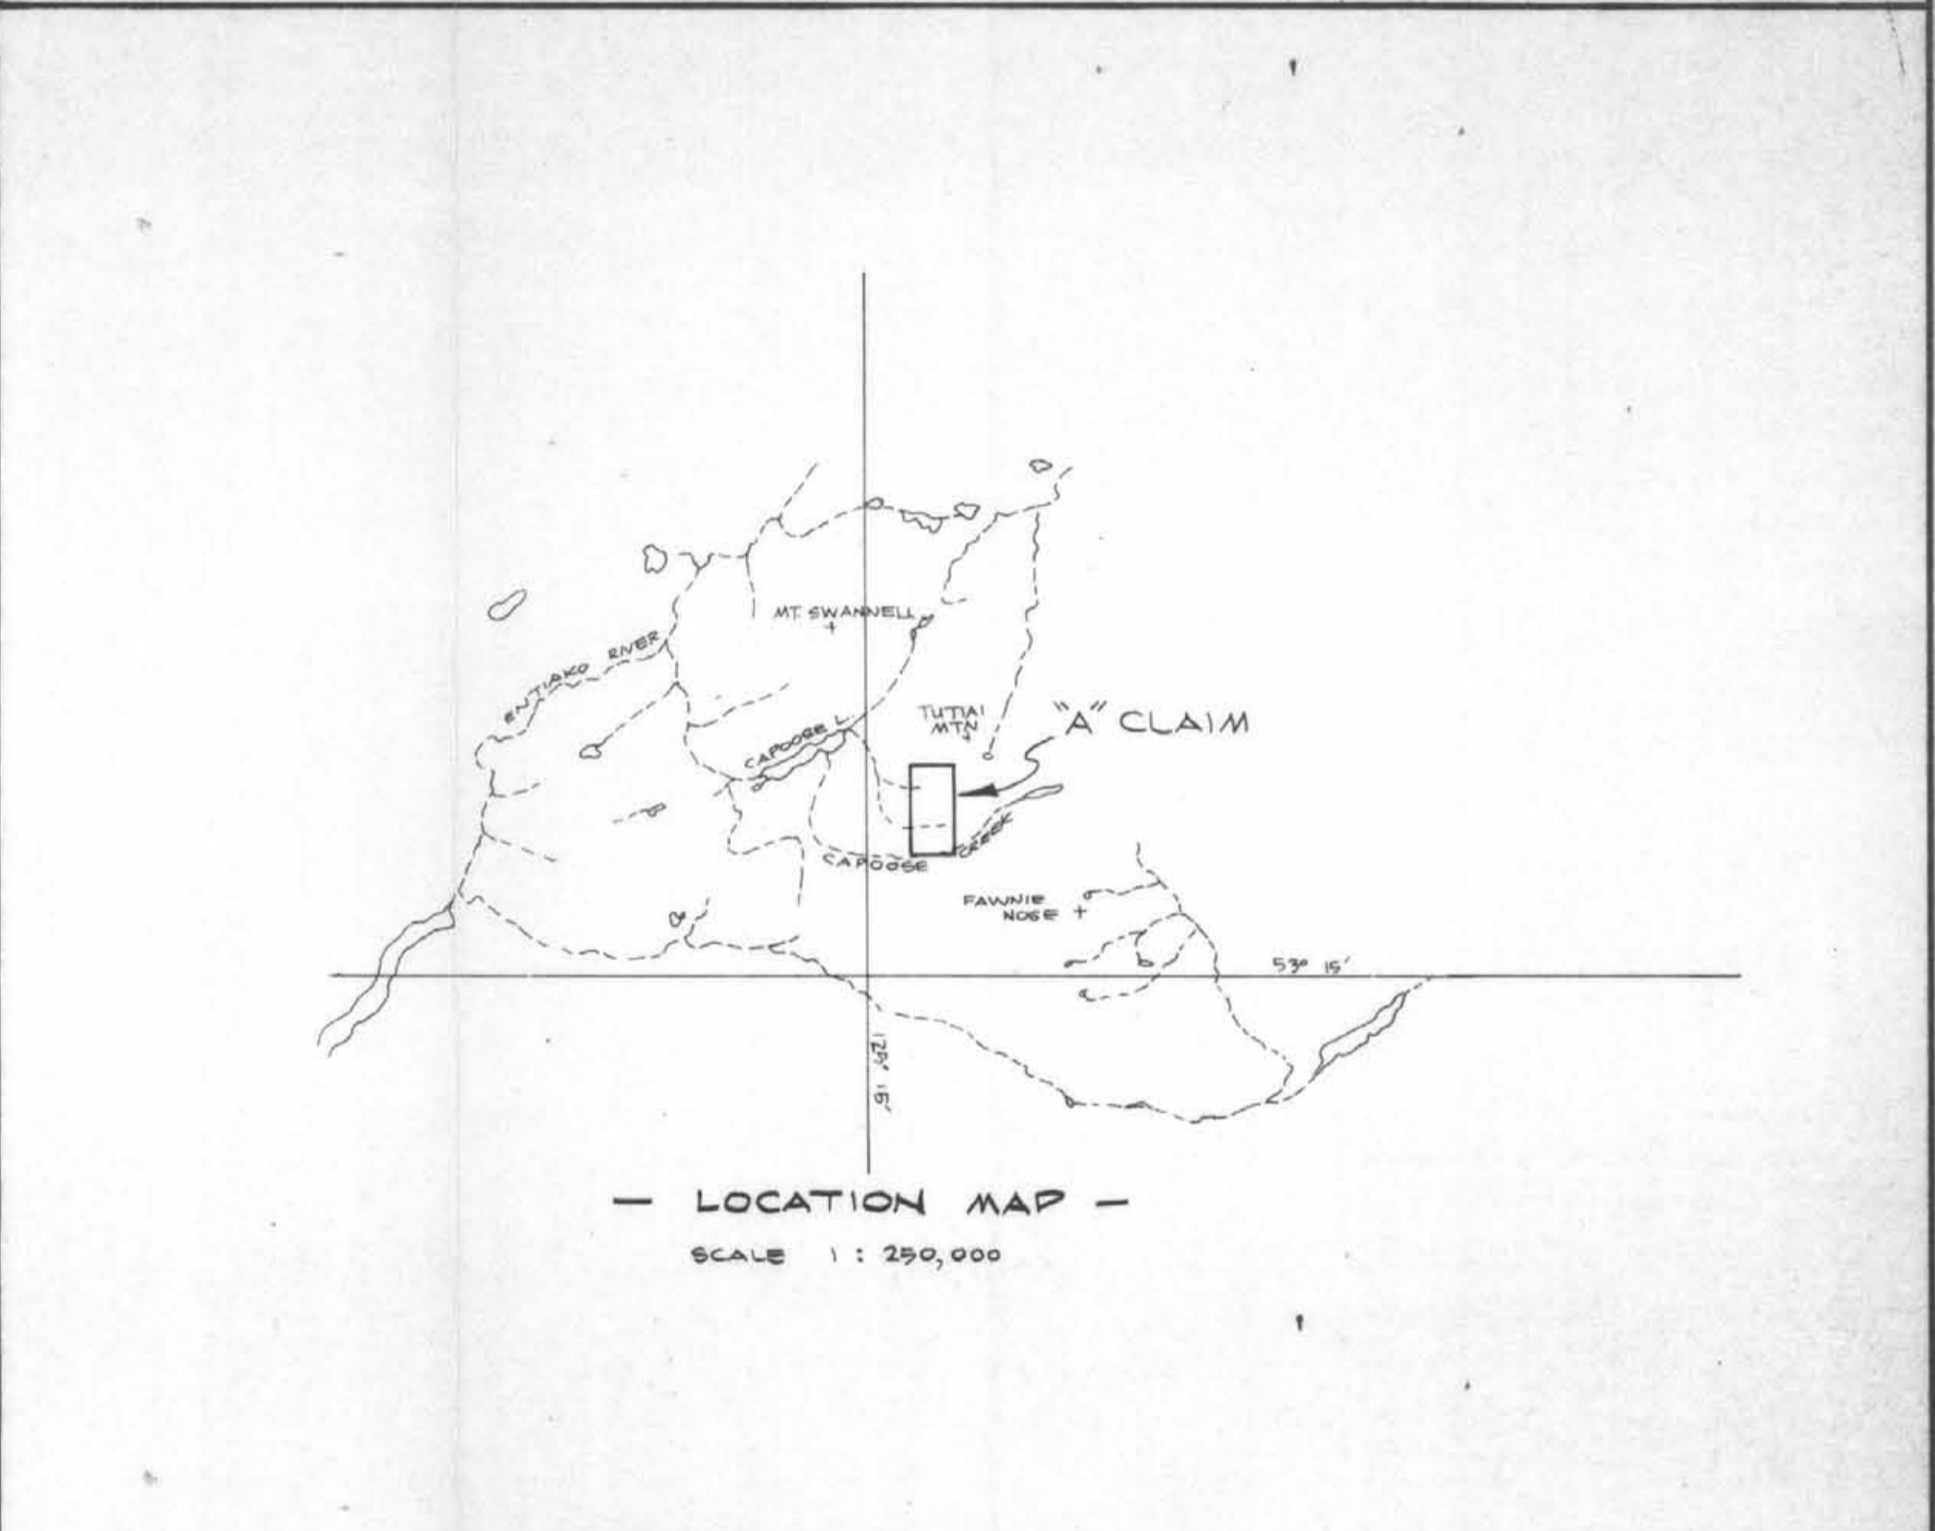 MT. SWANNELL
ENTIAKO RIVER
TUTIAI
MTN
"A" CLAIM
CAPOOSE L.
CAPOOSE CREEK
FAWNIE
NOSE
53° 15'
125° 15'
— LOCATION MAP —
SCALE 1 : 250,000